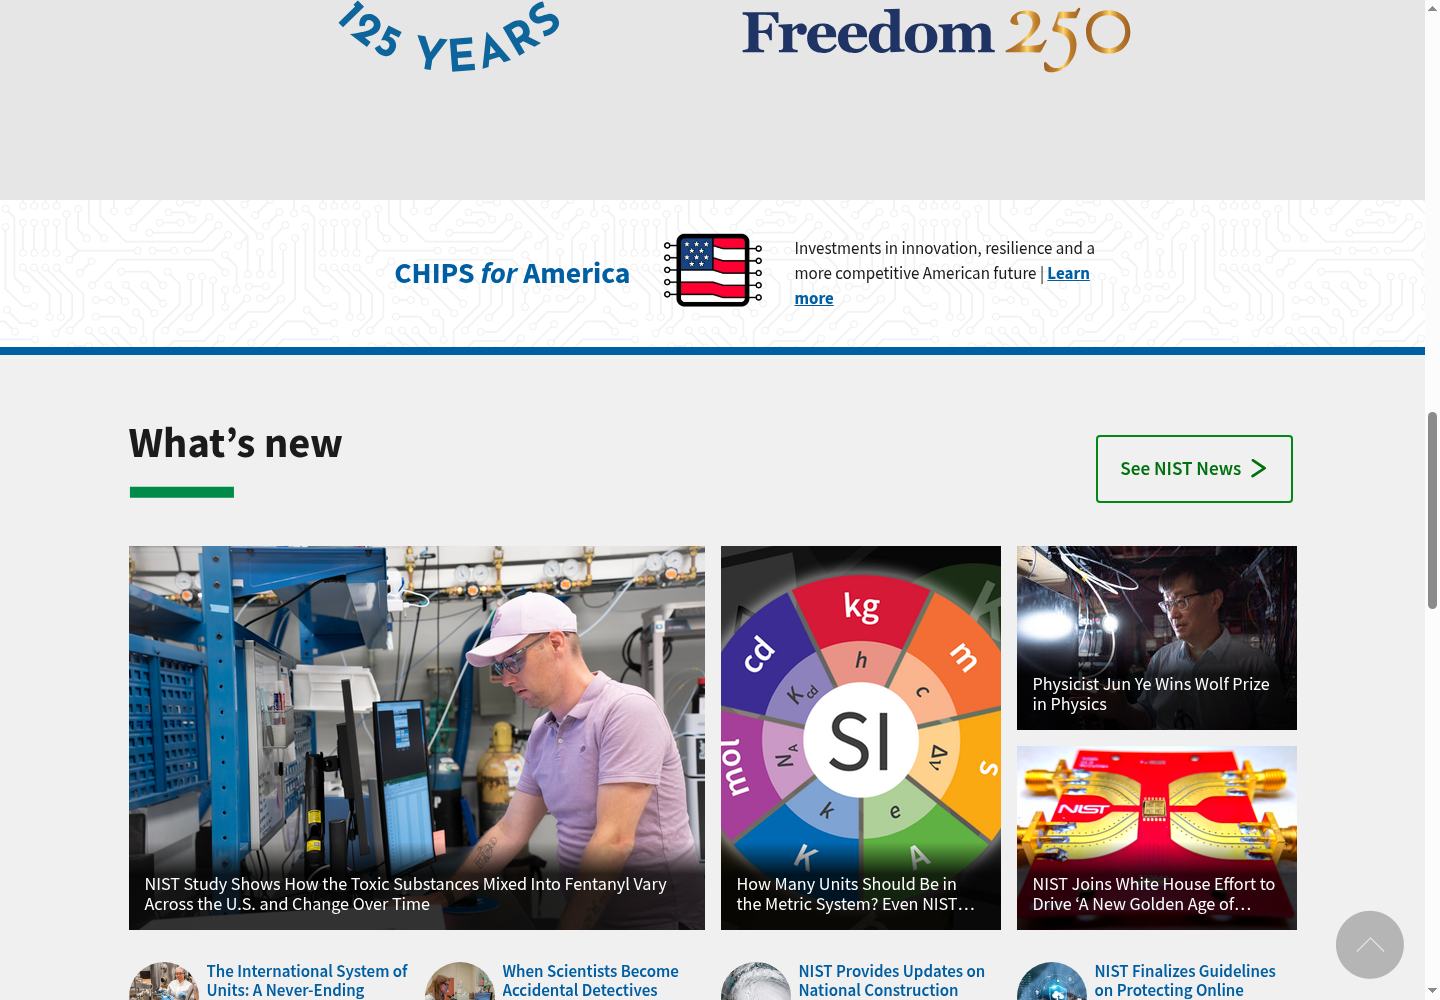 125 YEARS
Freedom 250
CHIPS for America
Investments in innovation, resilience and a
more competitive American future | Learn
more
What’s new
See NIST News
NIST Study Shows How the Toxic Substances Mixed Into Fentanyl Vary
Across the U.S. and Change Over Time
kg
m
s
A
K
mol
cd
h
c
Δν
e
k
NA
Kcd
SI
How Many Units Should Be in
the Metric System? Even NIST…
Physicist Jun Ye Wins Wolf Prize
in Physics
NIST
NIST Joins White House Effort to
Drive ‘A New Golden Age of…
The International System of
Units: A Never-Ending
When Scientists Become
Accidental Detectives
NIST Provides Updates on
National Construction
NIST Finalizes Guidelines
on Protecting Online